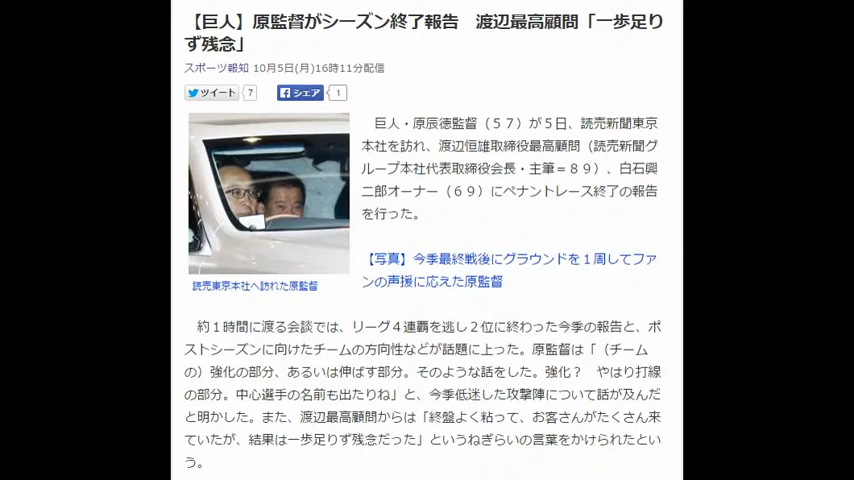 【巨人】原監督がシーズン終了報告　渡辺最高顧問「一歩足り
ず残念」
スポーツ報知 10月5日(月)16時11分配信
ツイート 7 シェア 1
巨人・原辰徳監督（５７）が５日、読売新聞東京
本社を訪れ、渡辺恒雄取締役最高顧問（読売新聞グ
ループ本社代表取締役会長・主筆＝８９）、白石興
二郎オーナー（６９）にペナントレース終了の報告
を行った。
【写真】今季最終戦後にグラウンドを１周してファ
ンの声援に応えた原監督
読売東京本社へ訪れた原監督
約１時間に渡る会談では、リーグ４連覇を逃し２位に終わった今季の報告と、ポ
ストシーズンに向けたチームの方向性などが話題に上った。原監督は「（チーム
の）強化の部分、あるいは伸ばす部分。そのような話をした。強化？　やはり打線
の部分。中心選手の名前も出たりね」と、今季低迷した攻撃陣について話が及んだ
と明かした。また、渡辺最高顧問からは「終盤よく粘って、お客さんがたくさん来
ていたが、結果は一歩足りず残念だった」というねぎらいの言葉をかけられたとい
う。